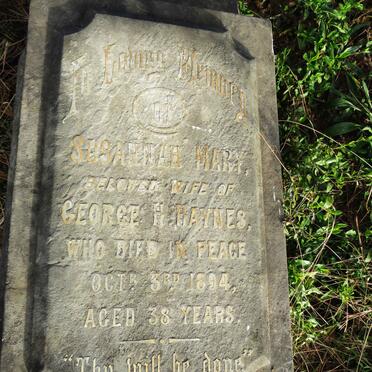 In Loving Memory
OF
SUSANNAH MARY,
BELOVED WIFE OF
GEORGE H. HAYNES,
WHO DIED IN PEACE
OCTR 3RD 1894,
AGED 38 YEARS.
"Thy will be done"